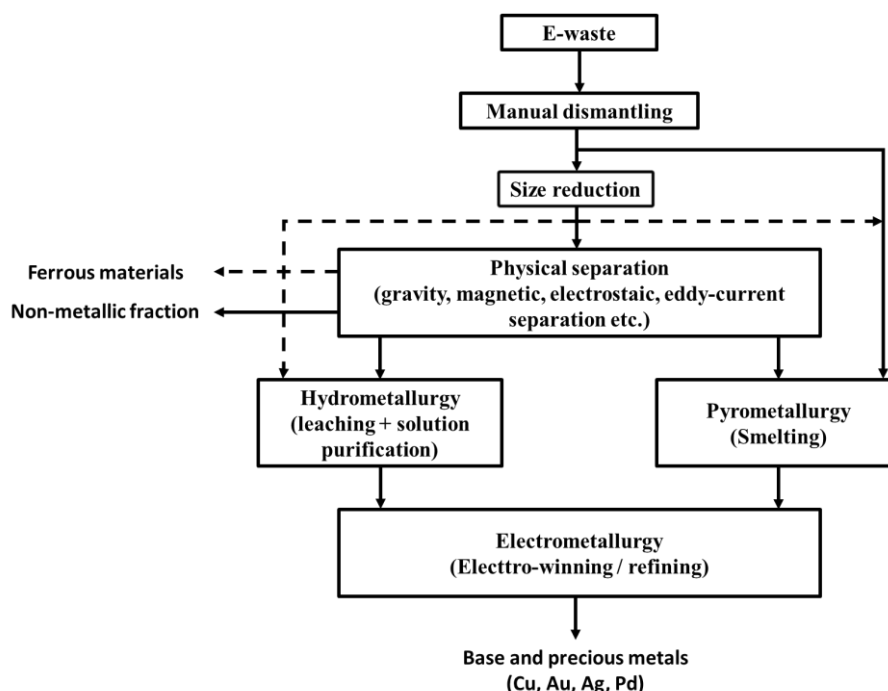 E-waste
Manual dismantling
Size reduction
Physical separation
(gravity, magnetic, electrostaic, eddy-current
separation etc.)
Ferrous materials
Non-metallic fraction
Hydrometallurgy
(leaching + solution
purification)
Pyrometallurgy
(Smelting)
Electrometallurgy
(Electtro-winning / refining)
Base and precious metals
(Cu, Au, Ag, Pd)